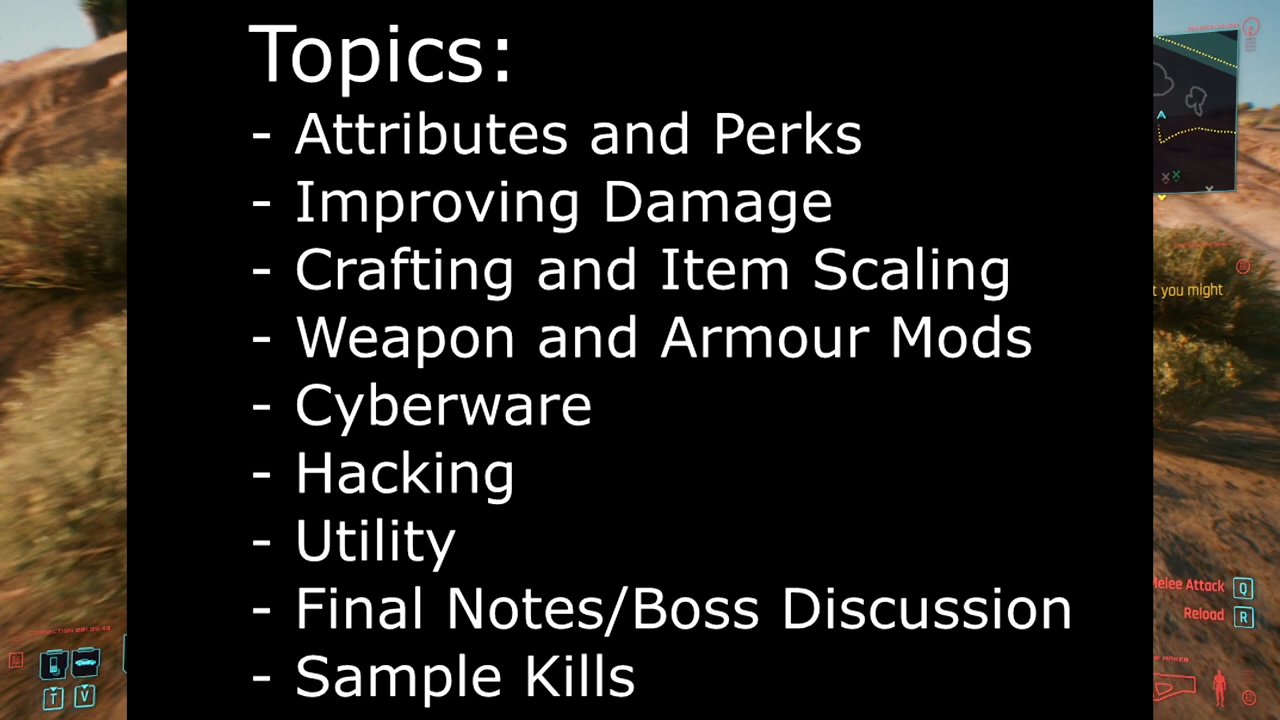 Topics:
- Attributes and Perks
- Improving Damage
- Crafting and Item Scaling
- Weapon and Armour Mods
- Cyberware
- Hacking
- Utility
- Final Notes/Boss Discussion
- Sample Kills
t you might
Melee Attack Q
Reload R
T V